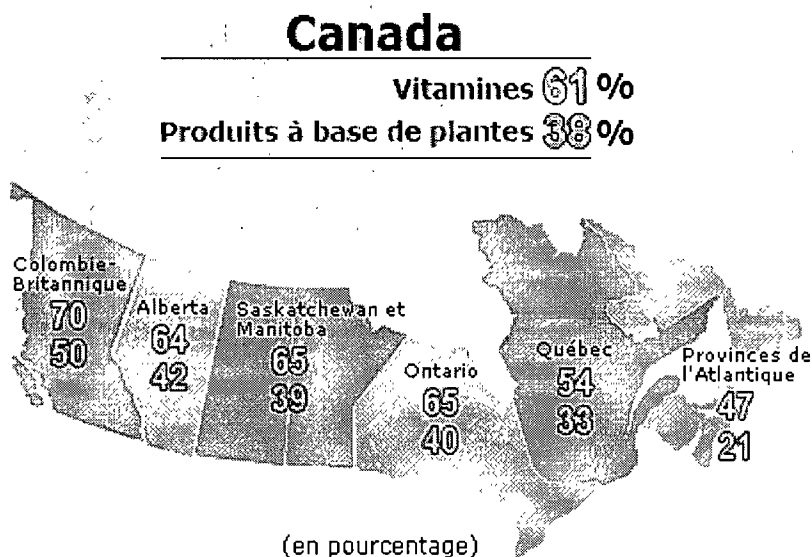 Canada
Vitamines 61 %
Produits à base de plantes 38 %
Colombie-
Britannique
70
50
Alberta
64
42
Saskatchewan et
Manitoba
65
39
Ontario
65
40
Québec
54
33
Provinces de
l'Atlantique
47
21
(en pourcentage)